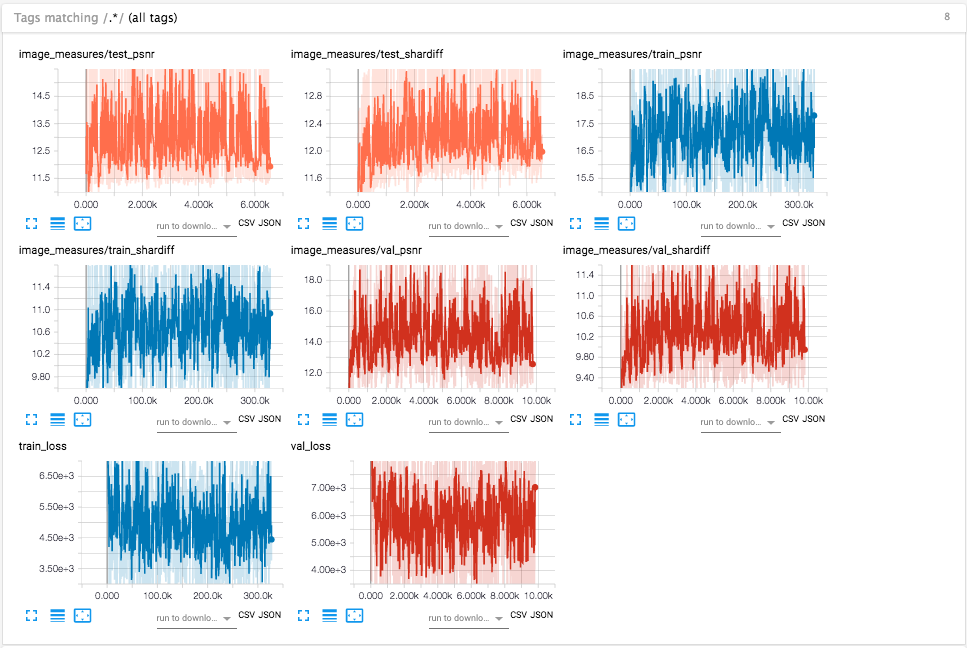 Tags matching /.*/ (all tags)
8
image_measures/test_psnr
14.5
13.5
12.5
11.5
0.000 2.000k 4.000k 6.000k
run to downlo... CSV JSON
image_measures/test_shardiff
12.8
12.4
12.0
11.6
0.000 2.000k 4.000k 6.000k
run to downlo... CSV JSON
image_measures/train_psnr
18.5
17.5
16.5
15.5
0.000 100.0k 200.0k 300.0k
run to downlo... CSV JSON
image_measures/train_shardiff
11.4
11.0
10.6
10.2
9.80
0.000 100.0k 200.0k 300.0k
run to downlo... CSV JSON
image_measures/val_psnr
18.0
16.0
14.0
12.0
0.000 2.000k 4.000k 6.000k 8.000k 10.00k
run to downlo... CSV JSON
image_measures/val_shardiff
11.4
11.0
10.6
10.2
9.80
9.40
0.000 2.000k 4.000k 6.000k 8.000k 10.00k
run to downlo... CSV JSON
train_loss
6.50e+3
5.50e+3
4.50e+3
3.50e+3
0.000 100.0k 200.0k 300.0k
run to downlo... CSV JSON
val_loss
7.00e+3
6.00e+3
5.00e+3
4.00e+3
0.000 2.000k 4.000k 6.000k 8.000k 10.00k
run to downlo... CSV JSON